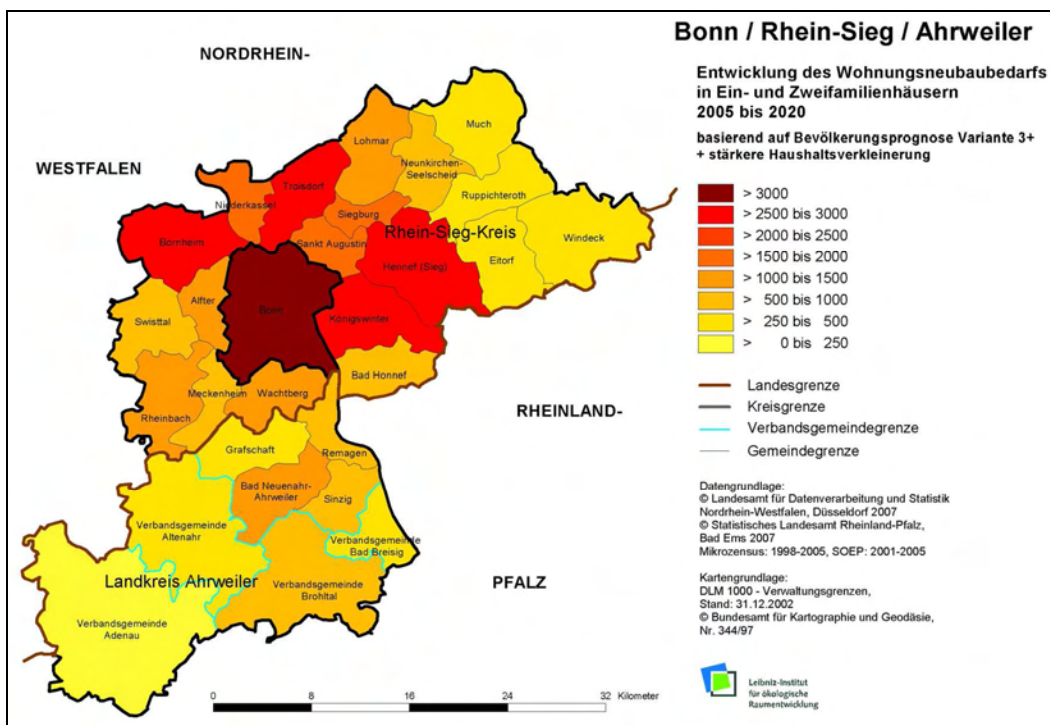 Bonn / Rhein-Sieg / Ahrweiler
Entwicklung des Wohnungsneubaubedarfs
in Ein- und Zweifamilienhäusern
2005 bis 2020
basierend auf Bevölkerungsprognose Variante 3+
+ stärkere Haushaltsverkleinerung
> 3000
> 2500 bis 3000
> 2000 bis 2500
> 1500 bis 2000
> 1000 bis 1500
> 500 bis 1000
> 250 bis 500
> 0 bis 250
Landesgrenze
Kreisgrenze
Verbandsgemeindegrenze
Gemeindegrenze
Datengrundlage:
© Landesamt für Datenverarbeitung und Statistik
Nordrhein-Westfalen, Düsseldorf 2007
© Statistisches Landesamt Rheinland-Pfalz,
Bad Ems 2007
Mikrozensus: 1998-2005, SOEP: 2001-2005
Kartengrundlage:
DLM 1000 - Verwaltungsgrenzen,
Stand: 31.12.2002
© Bundesamt für Kartographie und Geodäsie,
Nr. 344/97
Leibniz-Institut
für ökologische
Raumentwicklung
NORDRHEIN-
WESTFALEN
RHEINLAND-
PFALZ
Much
Lohmar
Neunkirchen-
Seelscheid
Troisdorf
Ruppichteroth
Niederkassel
Siegburg
Rhein-Sieg-Kreis
Windeck
Bornheim
Sankt Augustin
Eitorf
Hennef (Sieg)
Alfter
Bonn
Swisttal
Königswinter
Bad Honnef
Meckenheim
Wachtberg
Rheinbach
Grafschaft
Remagen
Bad Neuenahr-
Ahrweiler
Sinzig
Verbandsgemeinde
Altenahr
Verbandsgemeinde
Bad Breisig
Landkreis Ahrweiler
Verbandsgemeinde
Brohltal
Verbandsgemeinde
Adenau
0 8 16 24 32 Kilometer